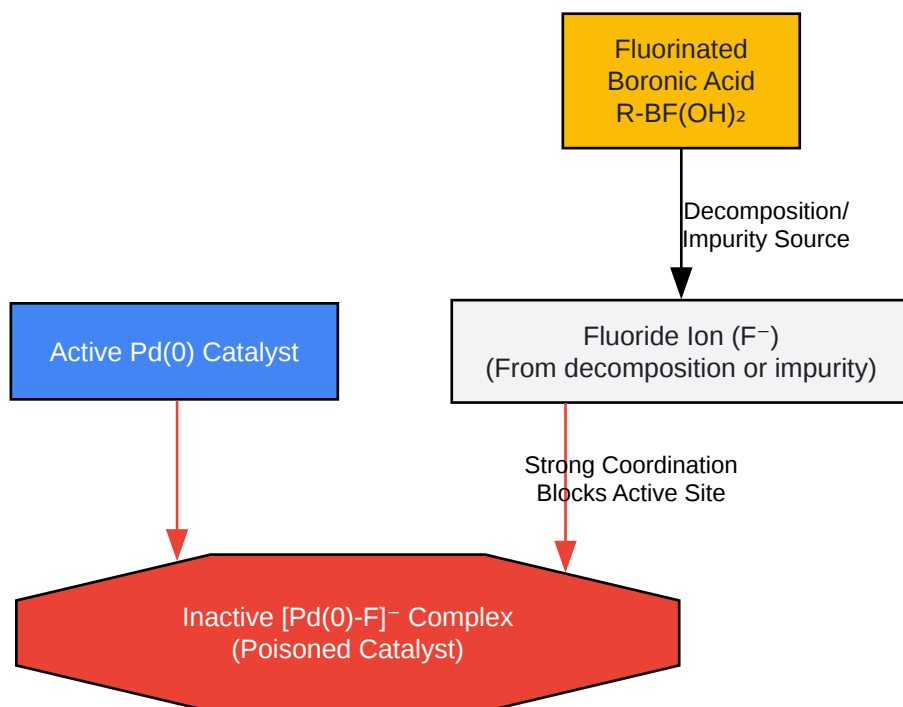 Fluorinated
Boronic Acid
R-BF(OH)₂
Decomposition/
Impurity Source
Active Pd(0) Catalyst
Fluoride Ion (F⁻)
(From decomposition or impurity)
Strong Coordination
Blocks Active Site
Inactive [Pd(0)-F]⁻ Complex
(Poisoned Catalyst)